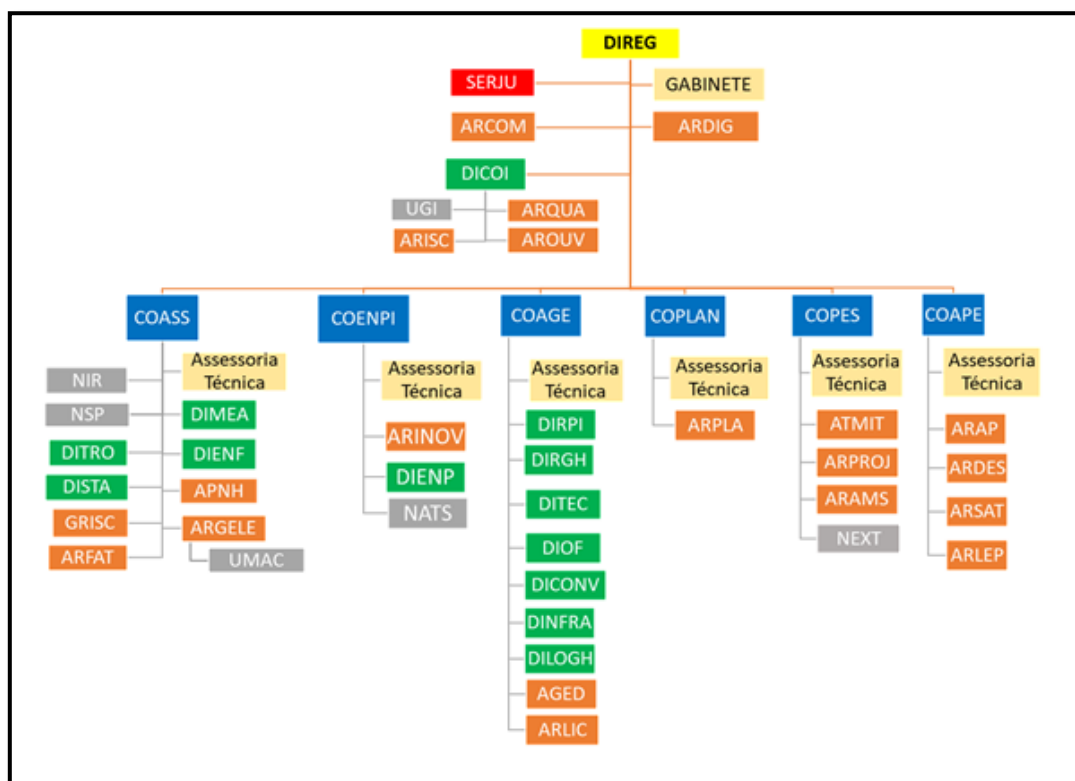 DIREG
SERJU
GABINETE
ARCOM
ARDIG
DICOI
UGI
ARQUA
ARISC
AROUV
COASS
COENPI
COAGE
COPLAN
COPES
COAPE
Assessoria
Técnica
NIR
NSP
DIMEA
DITRO
DIENF
DISTA
APNH
GRISC
ARGELE
ARFAT
UMAC
Assessoria
Técnica
ARINOV
DIENP
NATS
Assessoria
Técnica
DIRPI
DIRGH
DITEC
DIOF
DICONV
DINFRA
DILOGH
AGED
ARLIC
Assessoria
Técnica
ARPLA
Assessoria
Técnica
ATMIT
ARPROJ
ARAMS
NEXT
Assessoria
Técnica
ARAP
ARDES
ARSAT
ARLEP